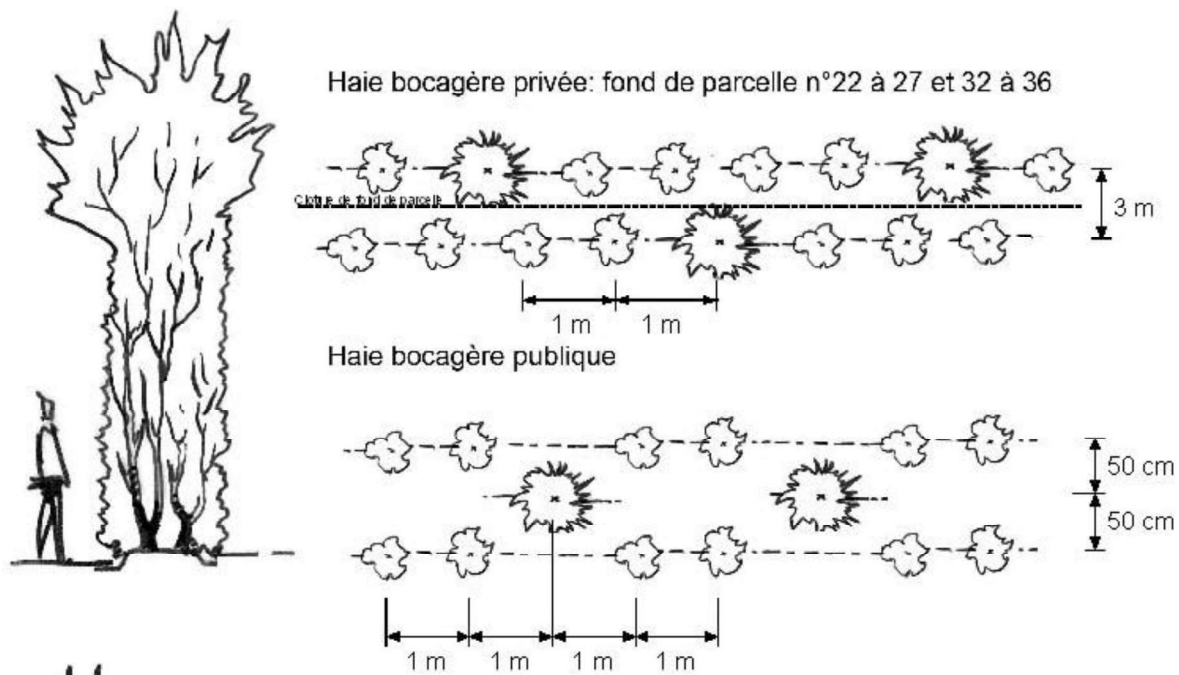 Haie bocagère privée: fond de parcelle n°22 à 27 et 32 à 36
Cloture de fond de parcelle
3 m
1 m 1 m
Haie bocagère publique
50 cm
50 cm
1 m 1 m 1 m 1 m